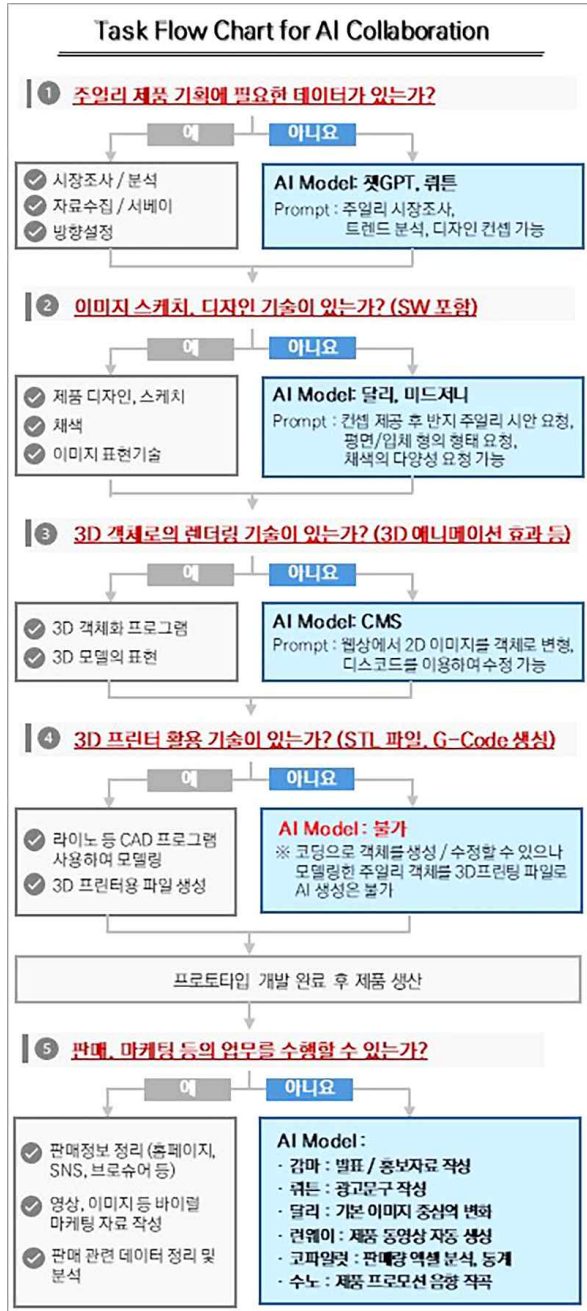 Task Flow Chart for AI Collaboration
1 주얼리 제품 기획에 필요한 데이터가 있는가?
예 아니요
시장조사 / 분석
자료수집 / 서베이
방향설정
AI Model: 챗GPT, 뤼튼
Prompt : 주얼리 시장조사,
트렌드 분석, 디자인 컨셉 가능
2 이미지 스케치, 디자인 기술이 있는가? (SW 포함)
예 아니요
제품 디자인, 스케치
채색
이미지 표현기술
AI Model: 달리, 미드저니
Prompt : 컨셉 제공 후 반지 주얼리 시안 요청,
평면/입체 형의 형태 요청,
채색의 다양성 요청 가능
3 3D 객체로의 렌더링 기술이 있는가? (3D 애니메이션 효과 등)
예 아니요
3D 객체화 프로그램
3D 모델의 표현
AI Model: CMS
Prompt : 웹상에서 2D 이미지를 객체로 변형,
디스코드를 이용하여 수정 가능
4 3D 프린터 활용 기술이 있는가? (STL 파일, G-Code 생성)
예 아니요
라이노 등 CAD 프로그램
사용하여 모델링
3D 프린터용 파일 생성
AI Model : 불가
※ 코딩으로 객체를 생성 / 수정할 수 있으나
모델링한 주얼리 객체를 3D프린팅 파일로
AI 생성은 불가
프로토타입 개발 완료 후 제품 생산
5 판매, 마케팅 등의 업무를 수행할 수 있는가?
예 아니요
판매정보 정리 (홈페이지,
SNS, 브로슈어 등)
영상, 이미지 등 바이럴
마케팅 자료 작성
판매 관련 데이터 정리 및
분석
AI Model :
· 감마 : 발표 / 홍보자료 작성
· 뤼튼 : 광고문구 작성
· 달리 : 기본 이미지 중심의 변화
· 런웨이 : 제품 동영상 자동 생성
· 코파일럿 : 판매량 엑셀 분석, 통계
· 수노 : 제품 프로모션 음향 작곡